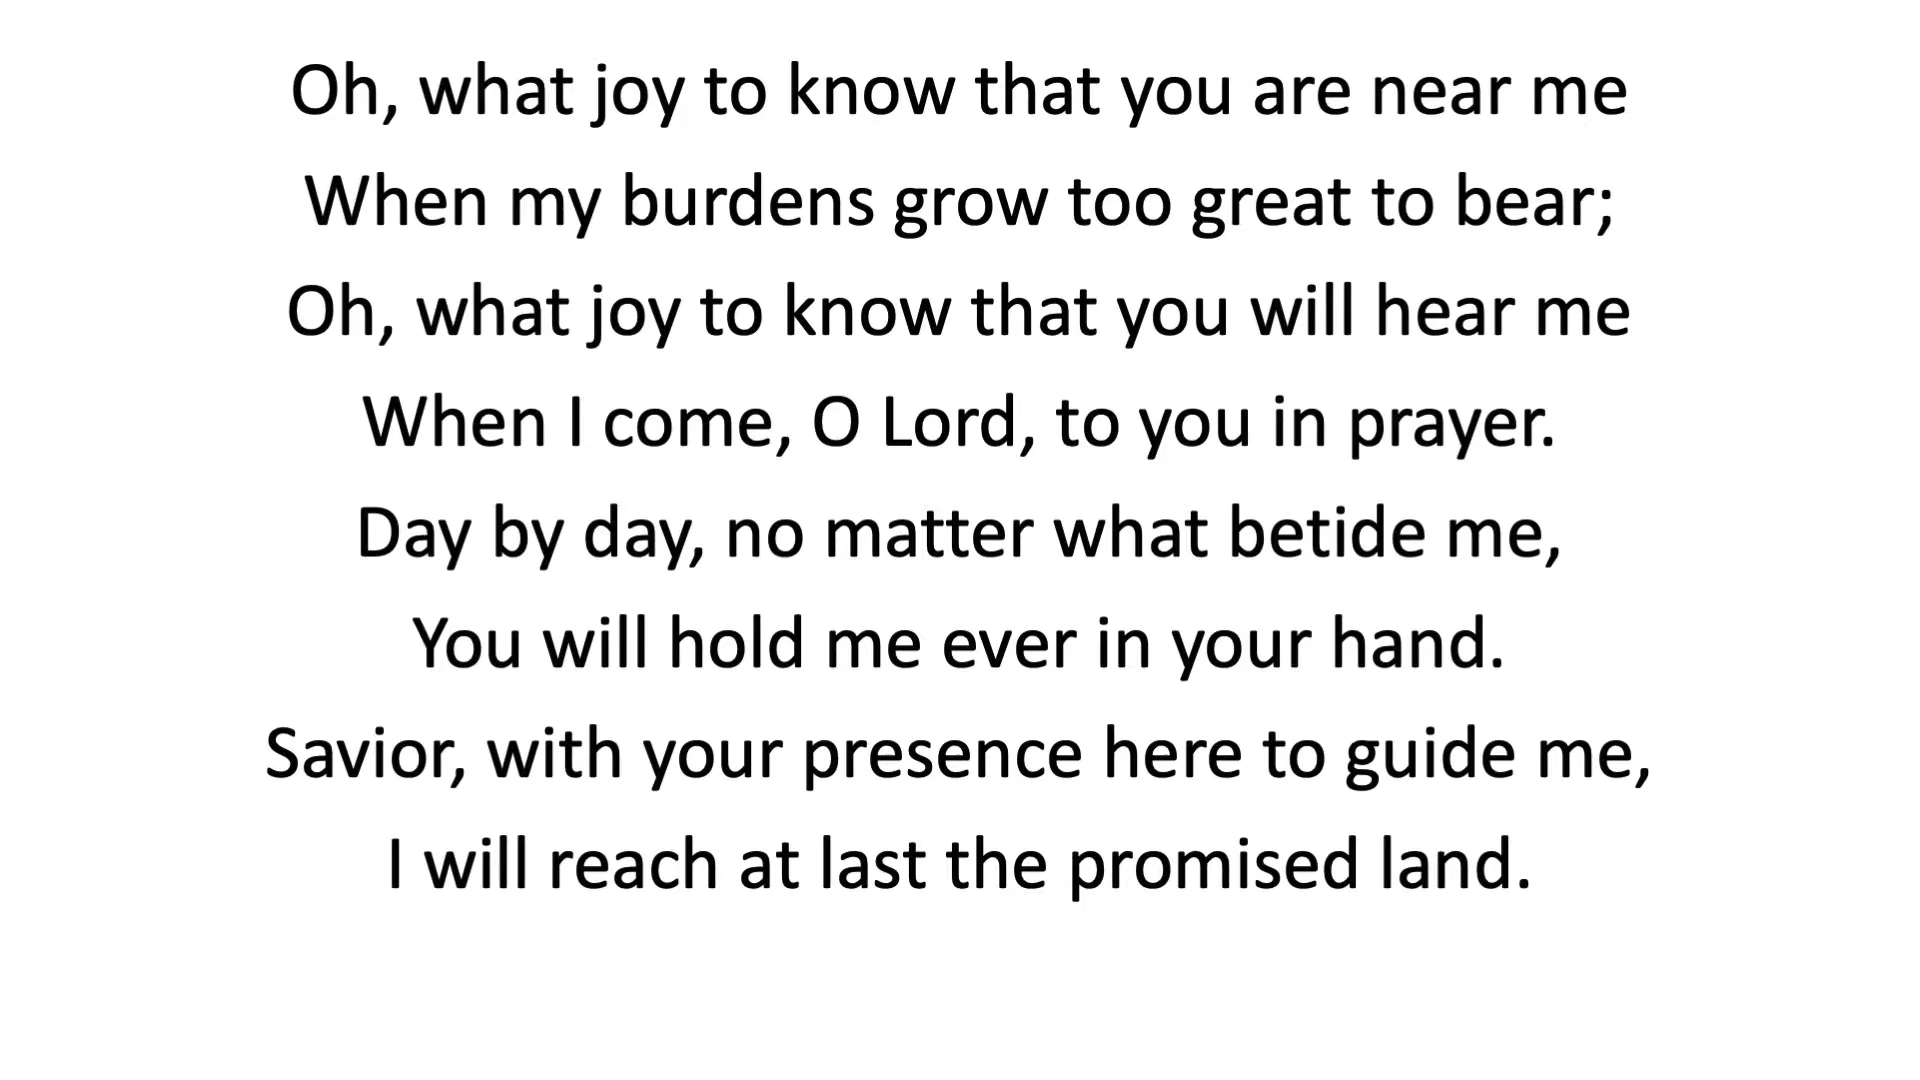 Oh, what joy to know that you are near me
When my burdens grow too great to bear;
Oh, what joy to know that you will hear me
When I come, O Lord, to you in prayer.
Day by day, no matter what betide me,
You will hold me ever in your hand.
Savior, with your presence here to guide me,
I will reach at last the promised land.